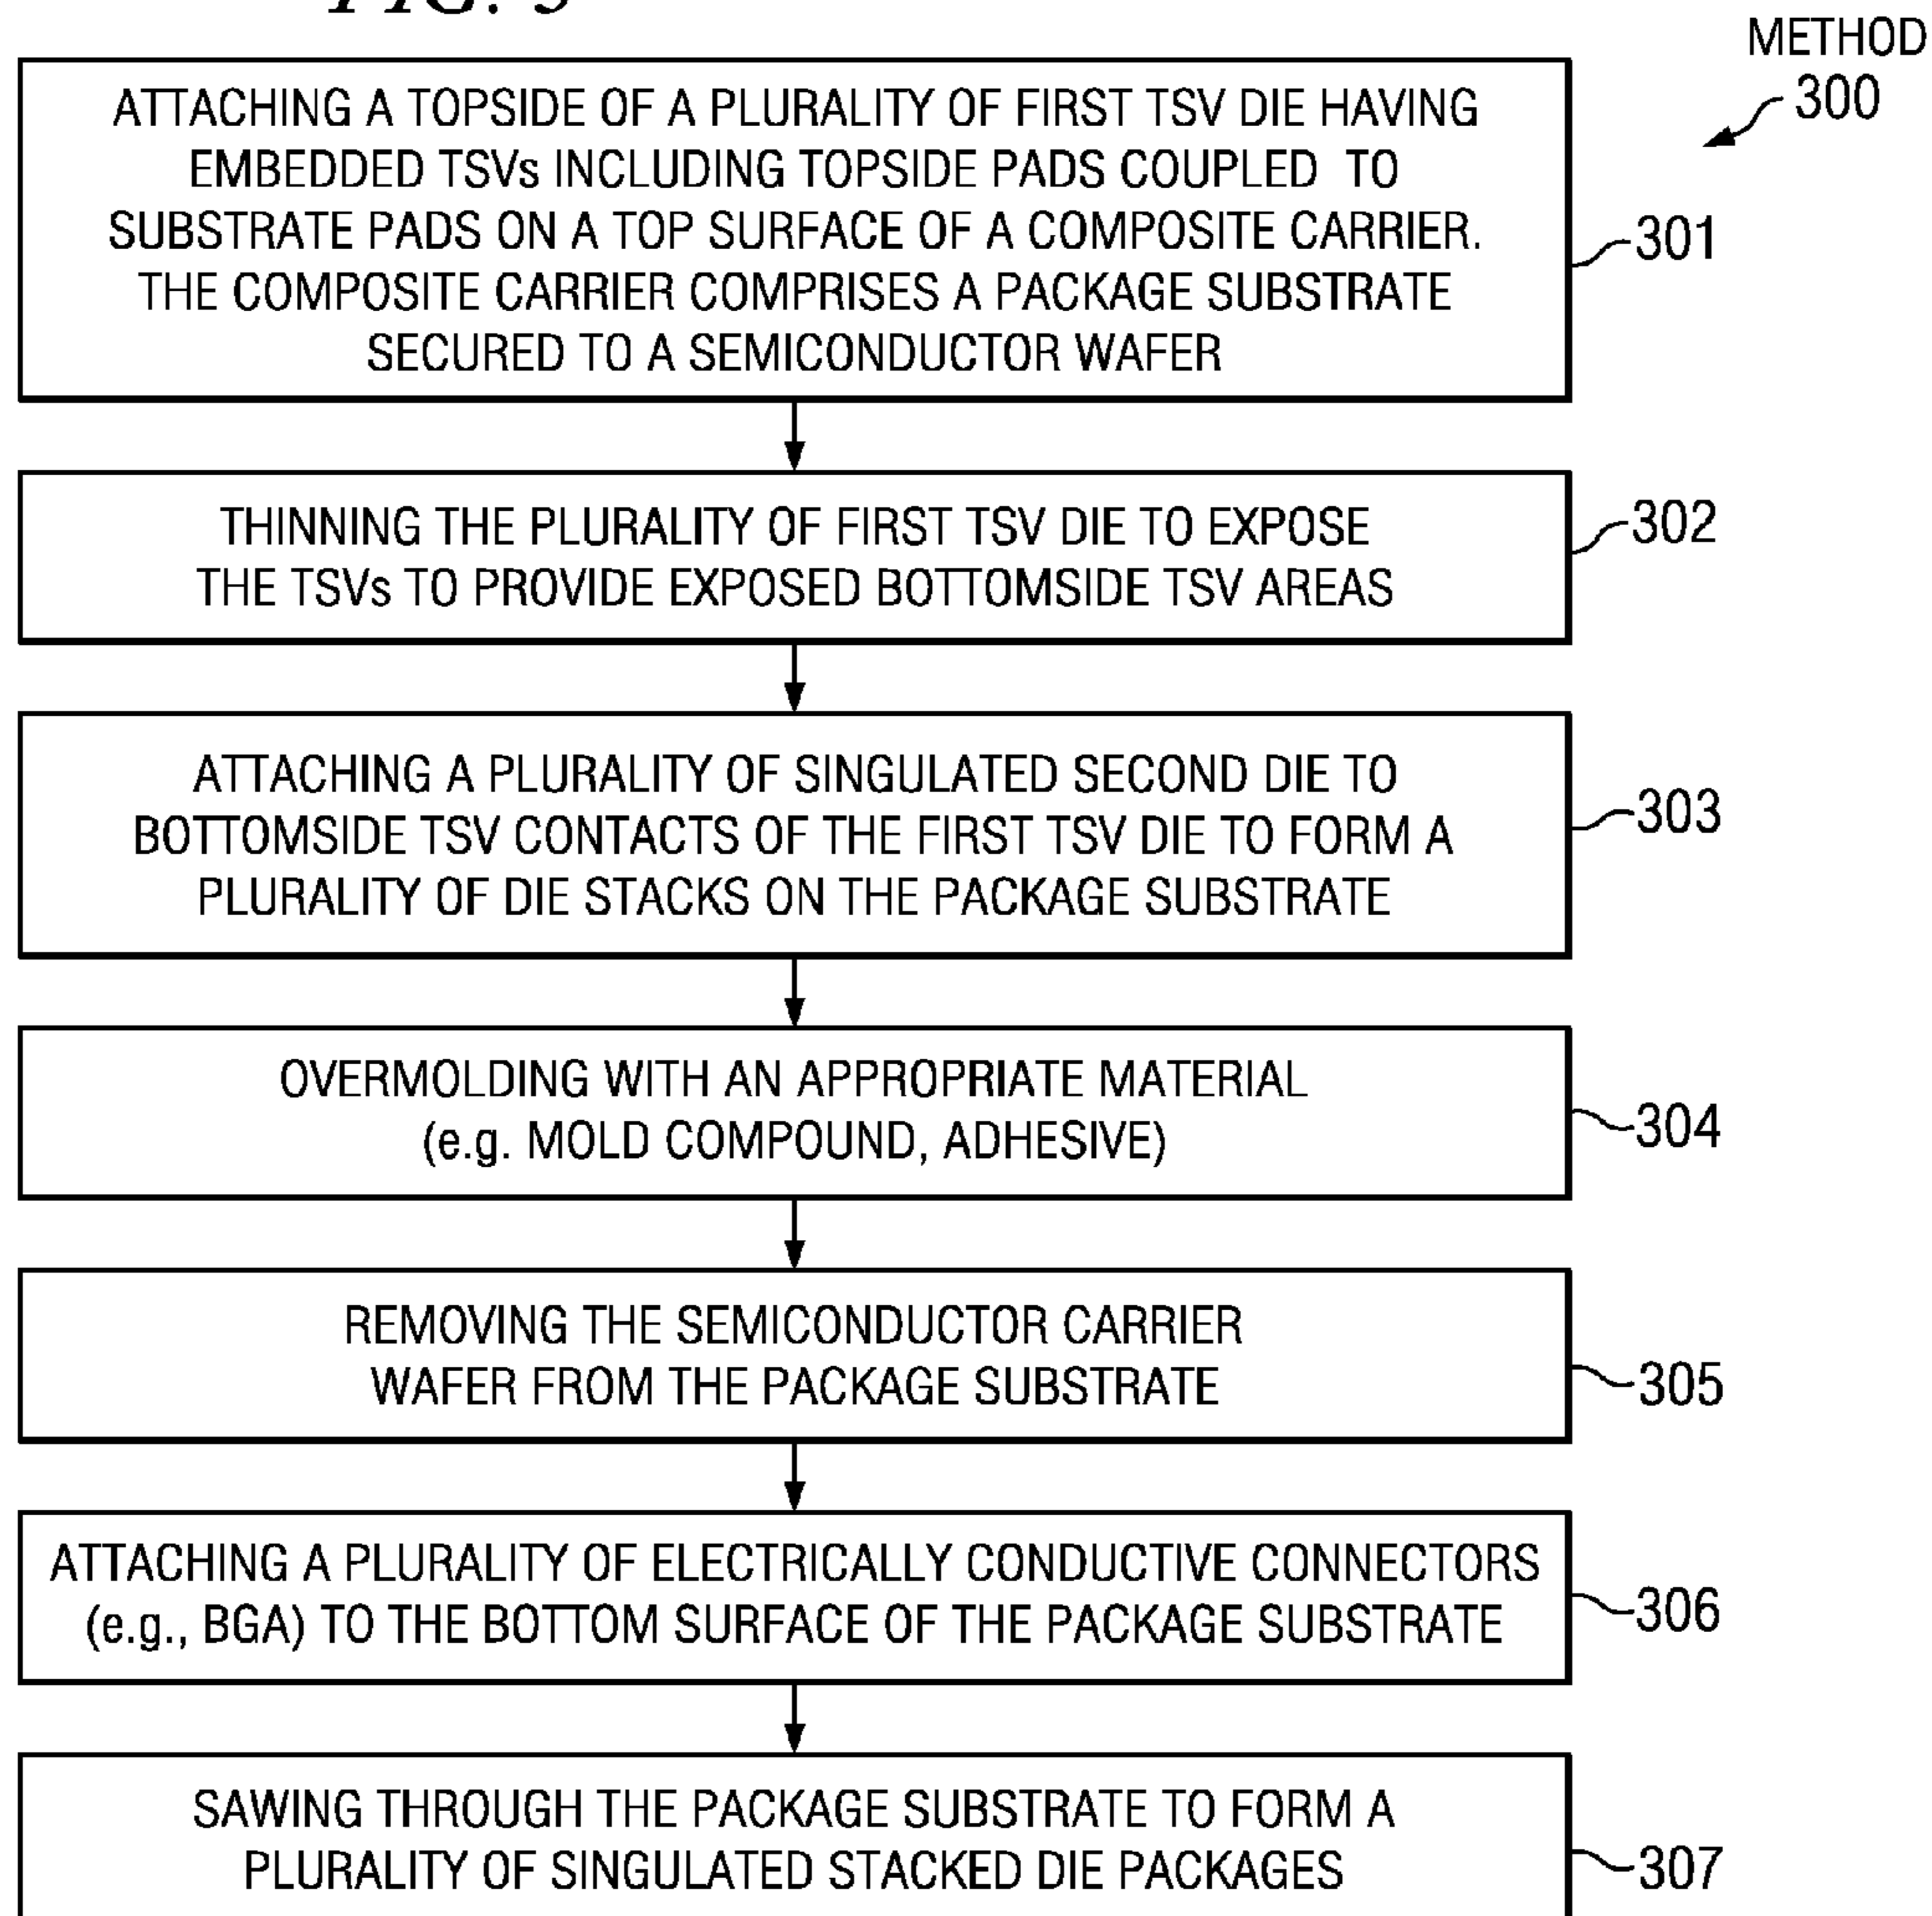 METHOD
300
ATTACHING A TOPSIDE OF A PLURALITY OF FIRST TSV DIE HAVING
EMBEDDED TSVs INCLUDING TOPSIDE PADS COUPLED TO
SUBSTRATE PADS ON A TOP SURFACE OF A COMPOSITE CARRIER.
THE COMPOSITE CARRIER COMPRISES A PACKAGE SUBSTRATE
SECURED TO A SEMICONDUCTOR WAFER
301
THINNING THE PLURALITY OF FIRST TSV DIE TO EXPOSE
THE TSVs TO PROVIDE EXPOSED BOTTOMSIDE TSV AREAS
302
ATTACHING A PLURALITY OF SINGULATED SECOND DIE TO
BOTTOMSIDE TSV CONTACTS OF THE FIRST TSV DIE TO FORM A
PLURALITY OF DIE STACKS ON THE PACKAGE SUBSTRATE
303
OVERMOLDING WITH AN APPROPRIATE MATERIAL
(e.g. MOLD COMPOUND, ADHESIVE)
304
REMOVING THE SEMICONDUCTOR CARRIER
WAFER FROM THE PACKAGE SUBSTRATE
305
ATTACHING A PLURALITY OF ELECTRICALLY CONDUCTIVE CONNECTORS
(e.g., BGA) TO THE BOTTOM SURFACE OF THE PACKAGE SUBSTRATE
306
SAWING THROUGH THE PACKAGE SUBSTRATE TO FORM A
PLURALITY OF SINGULATED STACKED DIE PACKAGES
307